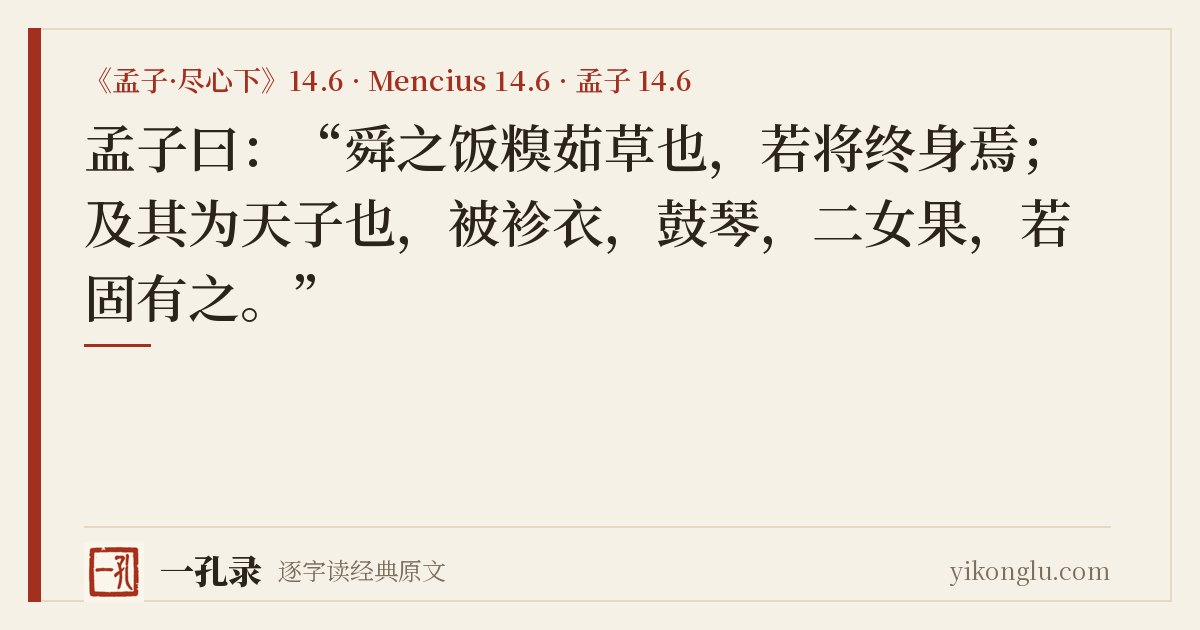 《孟子·尽心下》14.6 · Mencius 14.6 · 孟子 14.6
孟子曰：“舜之饭糗茹草也，若将终身焉；
及其为天子也，被袗衣，鼓琴，二女果，若
固有之。”
一孔
一孔录 逐字读经典原文 yikonglu.com